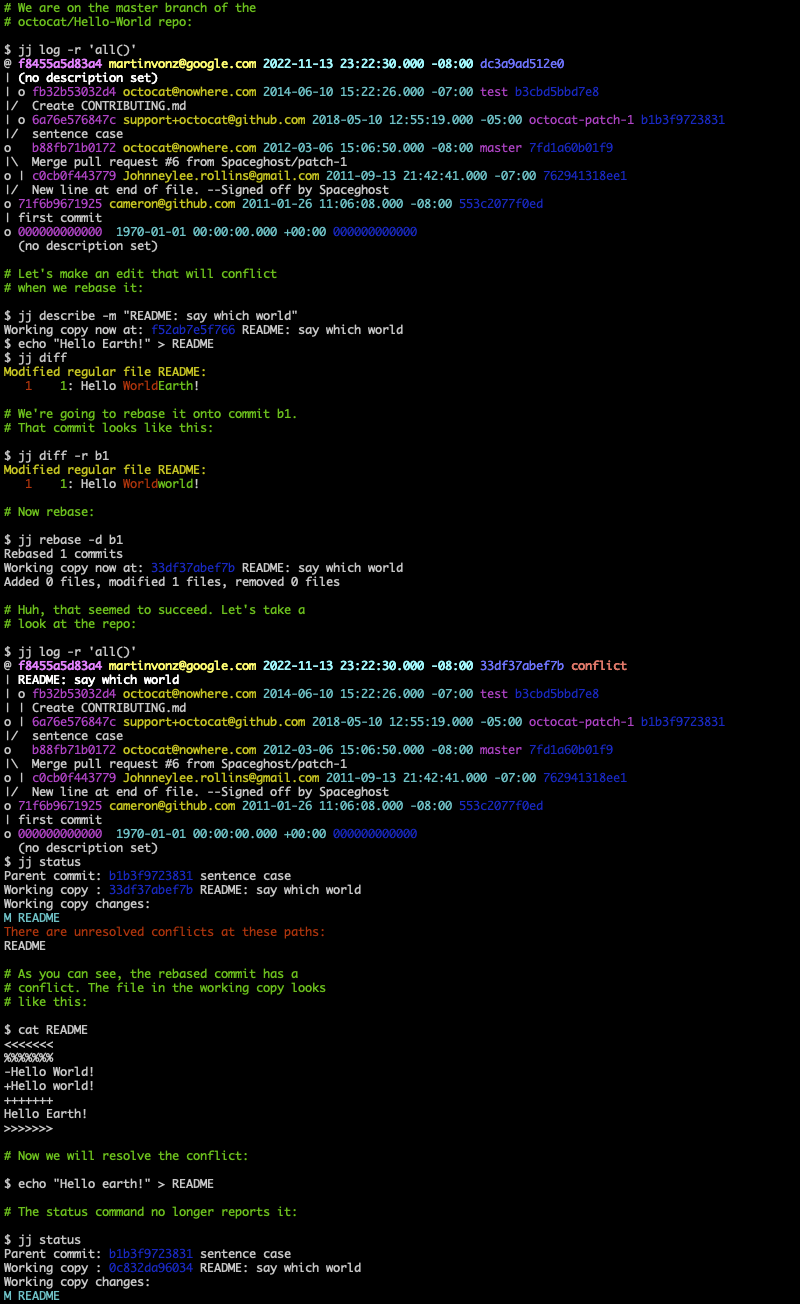 # We are on the master branch of the
# octocat/Hello-World repo:
$ jj log -r 'all()'
@ f8455a5d83a4 martinvonz@google.com 2022-11-13 23:22:30.000 -08:00 dc3a9ad512e0
| (no description set)
| o fb32b53032d4 octocat@nowhere.com 2014-06-10 15:22:26.000 -07:00 test b3cbd5bbd7e8
|/  Create CONTRIBUTING.md
| o 6a76e576847c support+octocat@github.com 2018-05-10 12:55:19.000 -05:00 octocat-patch-1 b1b3f9723831
|/  sentence case
o   b88fb71b0172 octocat@nowhere.com 2012-03-06 15:06:50.000 -08:00 master 7fd1a60b01f9
|\  Merge pull request #6 from Spaceghost/patch-1
o | c0cb0f443779 Johnneylee.rollins@gmail.com 2011-09-13 21:42:41.000 -07:00 762941318ee1
|/  New line at end of file. --Signed off by Spaceghost
o 71f6b9671925 cameron@github.com 2011-01-26 11:06:08.000 -08:00 553c2077f0ed
| first commit
o 000000000000  1970-01-01 00:00:00.000 +00:00 000000000000
  (no description set)
# Let's make an edit that will conflict
# when we rebase it:
$ jj describe -m "README: say which world"
Working copy now at: f52ab7e5f766 README: say which world
$ echo "Hello Earth!" > README
$ jj diff
Modified regular file README:
   1    1: Hello WorldEarth!
# We're going to rebase it onto commit b1.
# That commit looks like this:
$ jj diff -r b1
Modified regular file README:
   1    1: Hello Worldworld!
# Now rebase:
$ jj rebase -d b1
Rebased 1 commits
Working copy now at: 33df37abef7b README: say which world
Added 0 files, modified 1 files, removed 0 files
# Huh, that seemed to succeed. Let's take a
# look at the repo:
$ jj log -r 'all()'
@ f8455a5d83a4 martinvonz@google.com 2022-11-13 23:22:30.000 -08:00 33df37abef7b conflict
| README: say which world
| o fb32b53032d4 octocat@nowhere.com 2014-06-10 15:22:26.000 -07:00 test b3cbd5bbd7e8
| | Create CONTRIBUTING.md
o | 6a76e576847c support+octocat@github.com 2018-05-10 12:55:19.000 -05:00 octocat-patch-1 b1b3f9723831
|/  sentence case
o   b88fb71b0172 octocat@nowhere.com 2012-03-06 15:06:50.000 -08:00 master 7fd1a60b01f9
|\  Merge pull request #6 from Spaceghost/patch-1
o | c0cb0f443779 Johnneylee.rollins@gmail.com 2011-09-13 21:42:41.000 -07:00 762941318ee1
|/  New line at end of file. --Signed off by Spaceghost
o 71f6b9671925 cameron@github.com 2011-01-26 11:06:08.000 -08:00 553c2077f0ed
| first commit
o 000000000000  1970-01-01 00:00:00.000 +00:00 000000000000
  (no description set)
$ jj status
Parent commit: b1b3f9723831 sentence case
Working copy : 33df37abef7b README: say which world
Working copy changes:
M README
There are unresolved conflicts at these paths:
README
# As you can see, the rebased commit has a
# conflict. The file in the working copy looks
# like this:
$ cat README
<<<<<<<
%%%%%%%
-Hello World!
+Hello world!
+++++++
Hello Earth!
>>>>>>>
# Now we will resolve the conflict:
$ echo "Hello earth!" > README
# The status command no longer reports it:
$ jj status
Parent commit: b1b3f9723831 sentence case
Working copy : 0c832da96034 README: say which world
Working copy changes:
M README